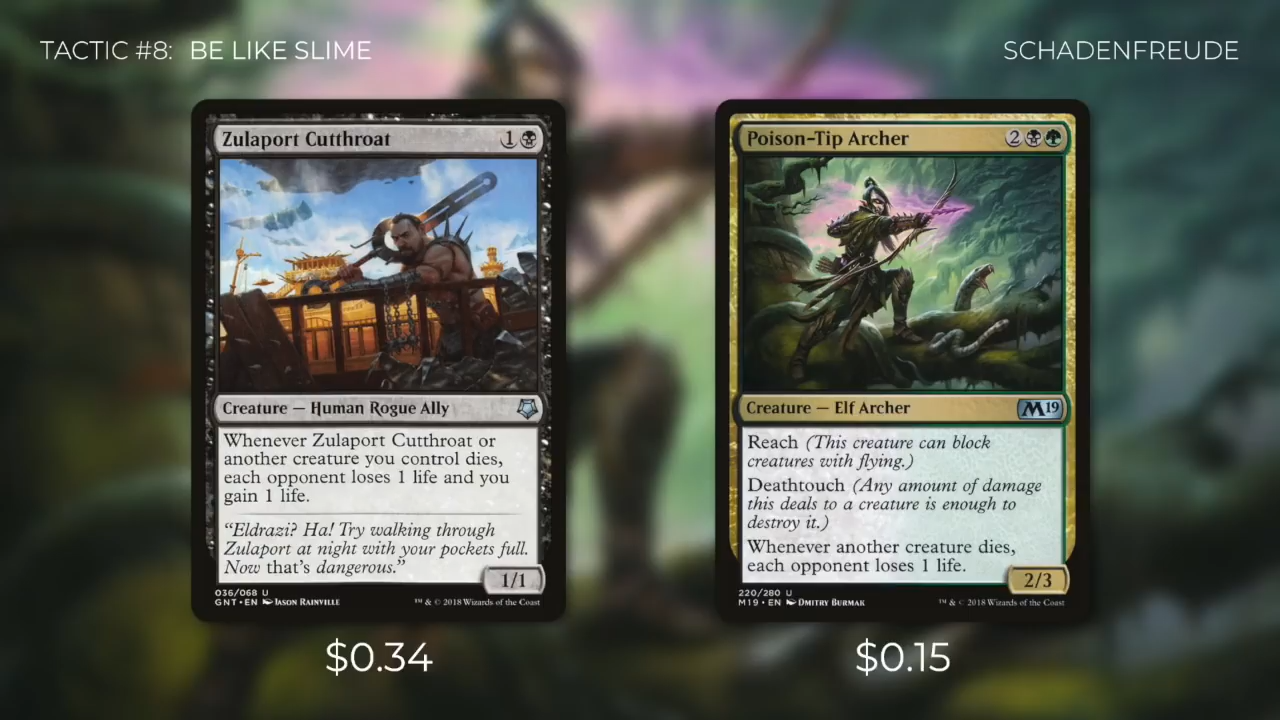 TACTIC #8: BE LIKE SLIME
SCHADENFREUDE
Zulaport Cutthroat 1
Creature — Human Rogue Ally
Whenever Zulaport Cutthroat or
another creature you control dies,
each opponent loses 1 life and you
gain 1 life.
“Eldrazi? Ha! Try walking through
Zulaport at night with your pockets full.
Now that’s dangerous.”
1/1
036/068 U
GNT • EN Jason Rainville
™ & © 2018 Wizards of the Coast
$0.34
Poison-Tip Archer 2
Creature — Elf Archer
M19
Reach (This creature can block
creatures with flying.)
Deathtouch (Any amount of damage
this deals to a creature is enough to
destroy it.)
Whenever another creature dies,
each opponent loses 1 life.
2/3
220/280 U
M19 • EN Dmitry Burmak
™ & © 2018 Wizards of the Coast
$0.15